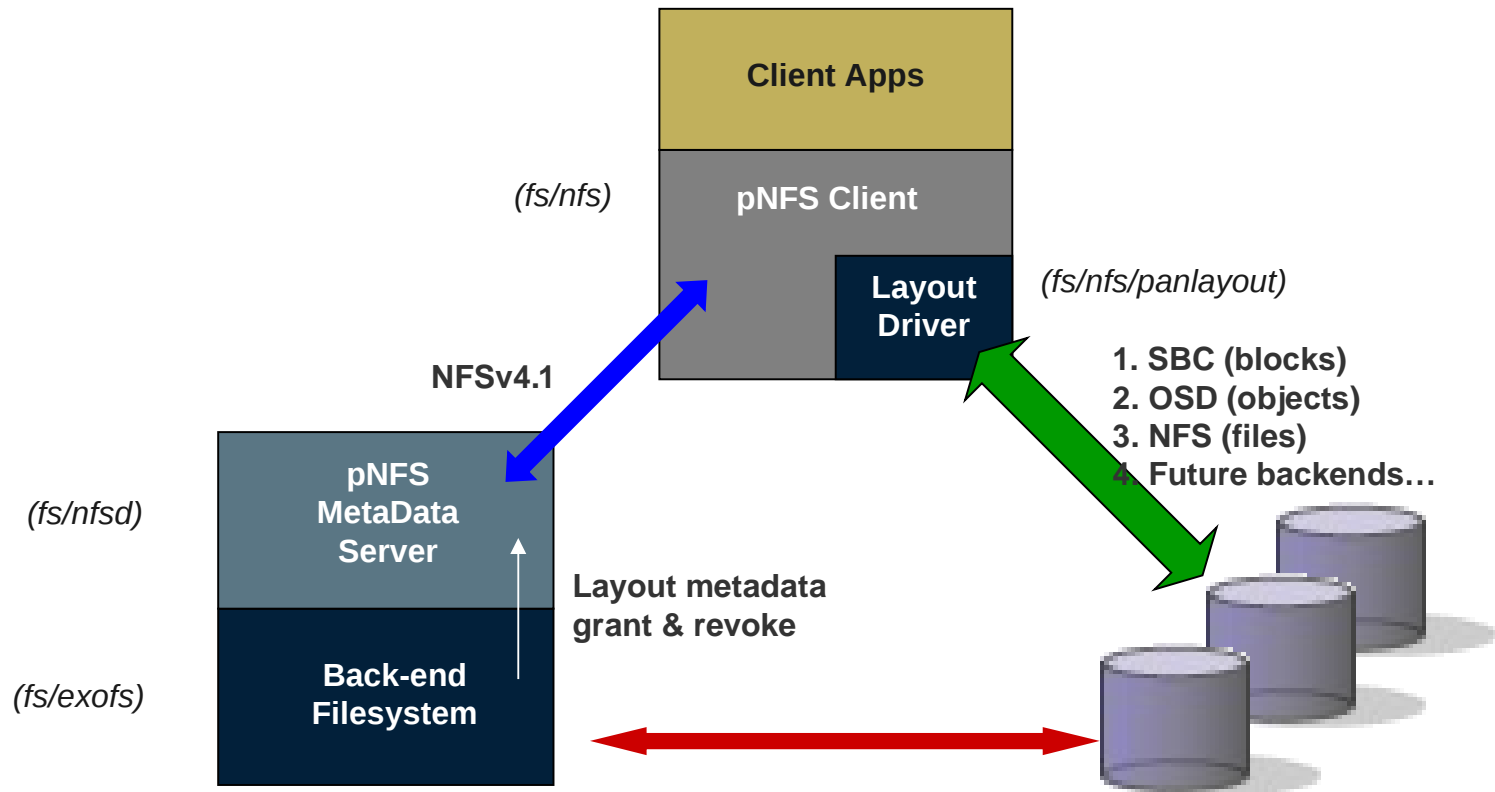 Client Apps
(fs/nfs)
pNFS Client
Layout
Driver
(fs/nfs/panlayout)
NFSv4.1
1. SBC (blocks)
2. OSD (objects)
3. NFS (files)
4. Future backends…
pNFS
MetaData
Server
(fs/nfsd)
Layout metadata
grant & revoke
Back-end
Filesystem
(fs/exofs)